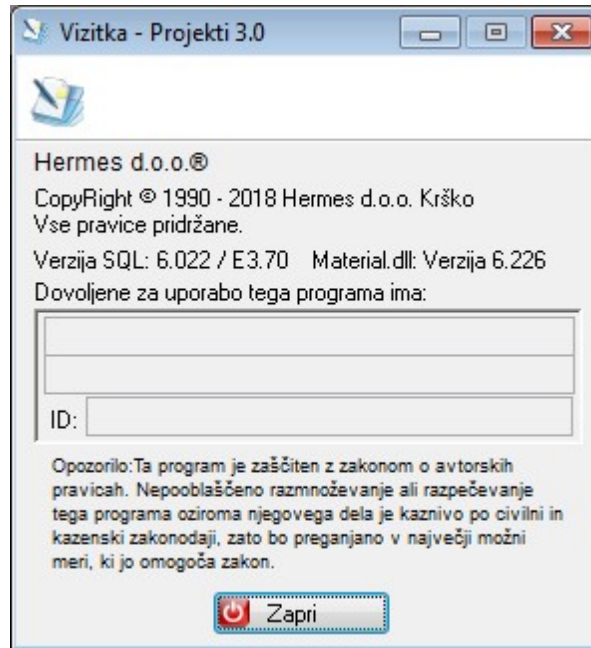 Vizitka - Projekti 3.0
Hermes d.o.o.®
CopyRight © 1990 - 2018 Hermes d.o.o. Krško
Vse pravice pridržane.
Verzija SQL: 6.022 / E3.70 Material.dll: Verzija 6.226
Dovoljene za uporabo tega programa ima:
ID:
Opozorilo:Ta program je zaščiten z zakonom o avtorskih
pravicah. Nepooblaščeno razmnoževanje ali razpečevanje
tega programa oziroma njegovega dela je kaznivo po civilni in
kazenski zakonodaji, zato bo preganjano v največji možni
meri, ki jo omogoča zakon.
Zapri